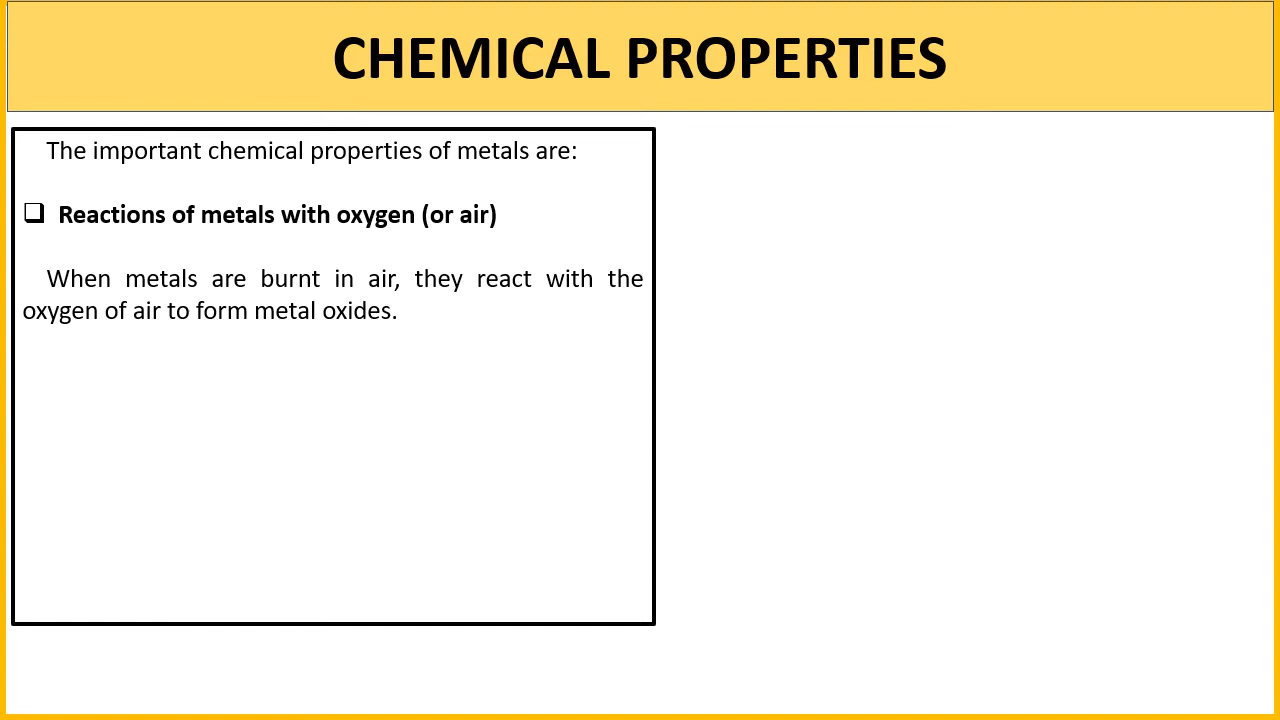 CHEMICAL PROPERTIES
The important chemical properties of metals are:
❑ Reactions of metals with oxygen (or air)
When metals are burnt in air, they react with the
oxygen of air to form metal oxides.